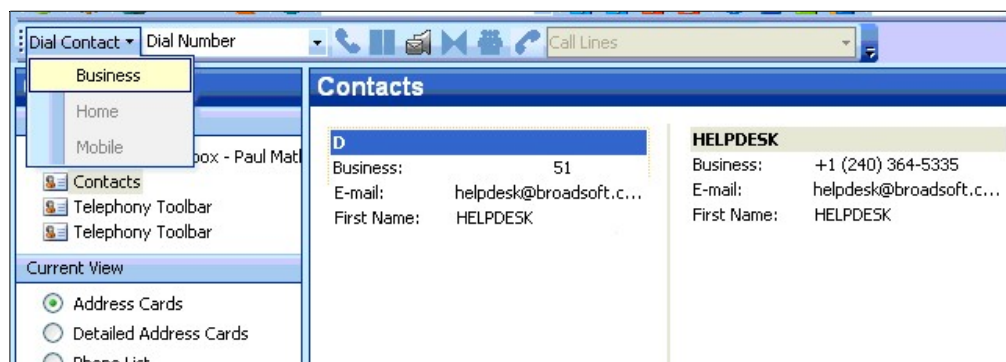 Dial Contact
Dial Number
Call Lines
Business
Home
Mobile
Contacts
box - Paul
Contacts
Telephony Toolbar
Telephony Toolbar
Current View
Address Cards
Detailed Address Cards
Phone List
D
Business: 51
E-mail: helpdesk@broadsoft.c...
First Name: HELPDESK
HELPDESK
Business: +1 (240) 364-5335
E-mail: helpdesk@broadsoft.c...
First Name: HELPDESK